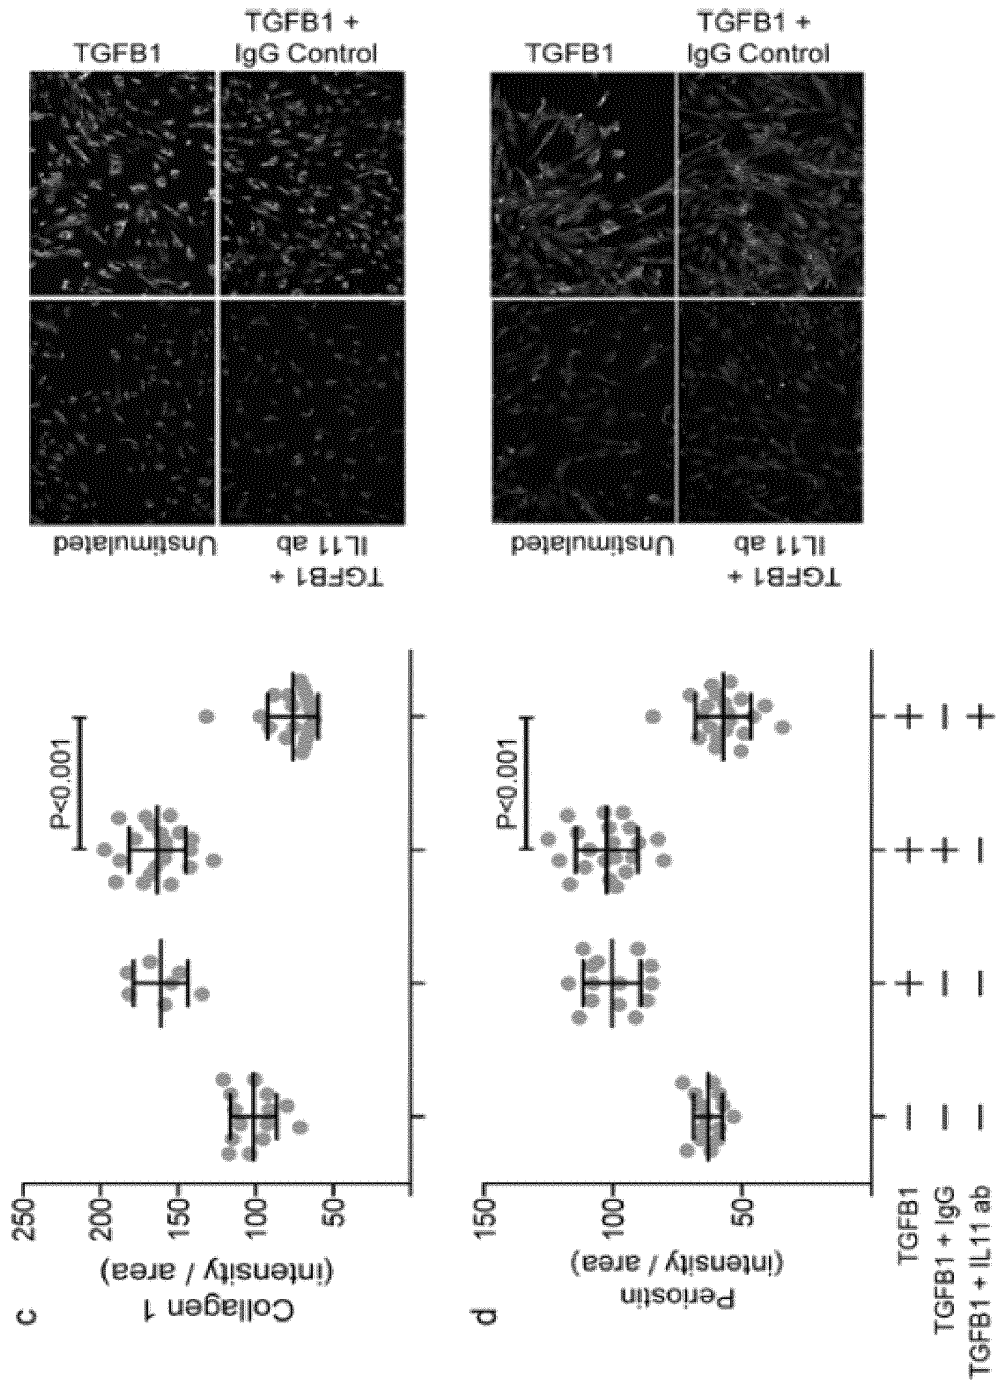 c
Collagen 1
(intensity / area)
250
200
150
100
50
P<0.001
Unstimulated
TGFB1
TGFB1 +
IL11 ab
TGFB1 +
IgG Control
d
Periostin
(intensity / area)
150
100
50
P<0.001
Unstimulated
TGFB1
TGFB1 +
IL11 ab
TGFB1 +
IgG Control
TGFB1 − + + +
TGFB1 + IgG − − + −
TGFB1 + IL11 ab − − − +